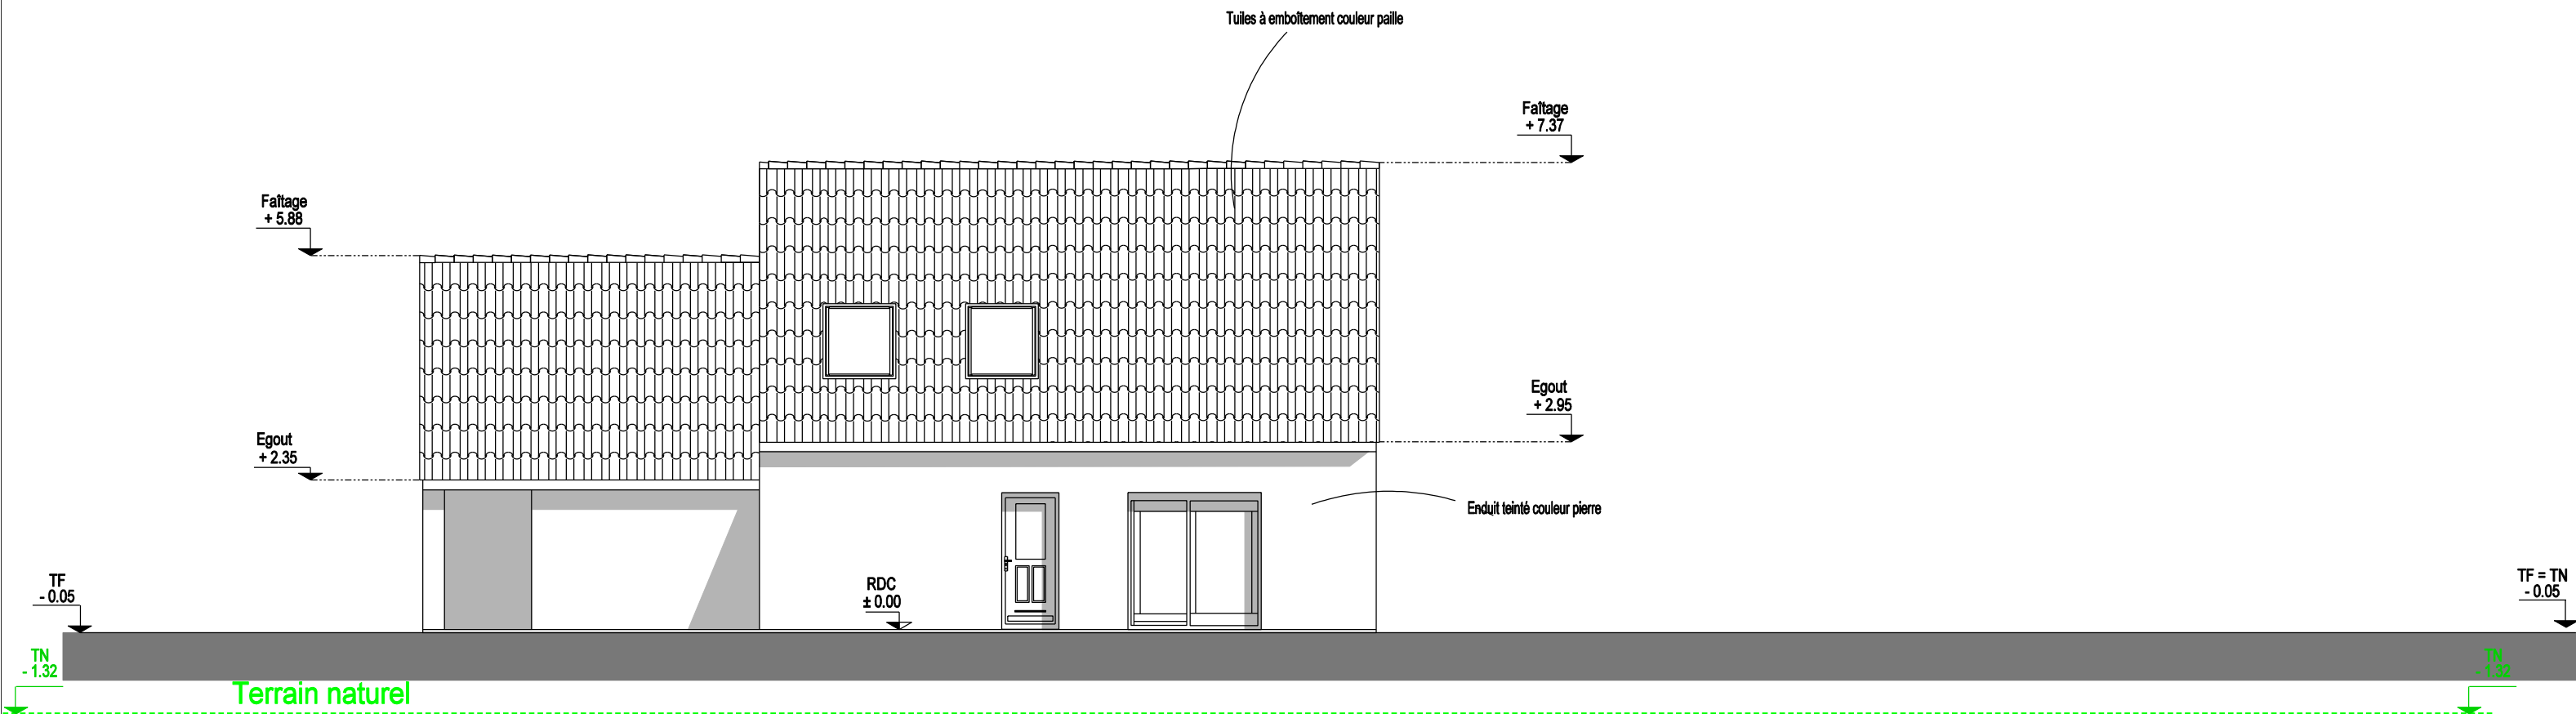 Tuiles à emboîtement couleur paille
Faîtage
+ 7.37
Faîtage
+ 5.88
Egout
+ 2.95
Egout
+ 2.35
Enduit teinté couleur pierre
TF
- 0.05
RDC
± 0.00
TF = TN
- 0.05
TN
- 1.32
TN
- 1.32
Terrain naturel